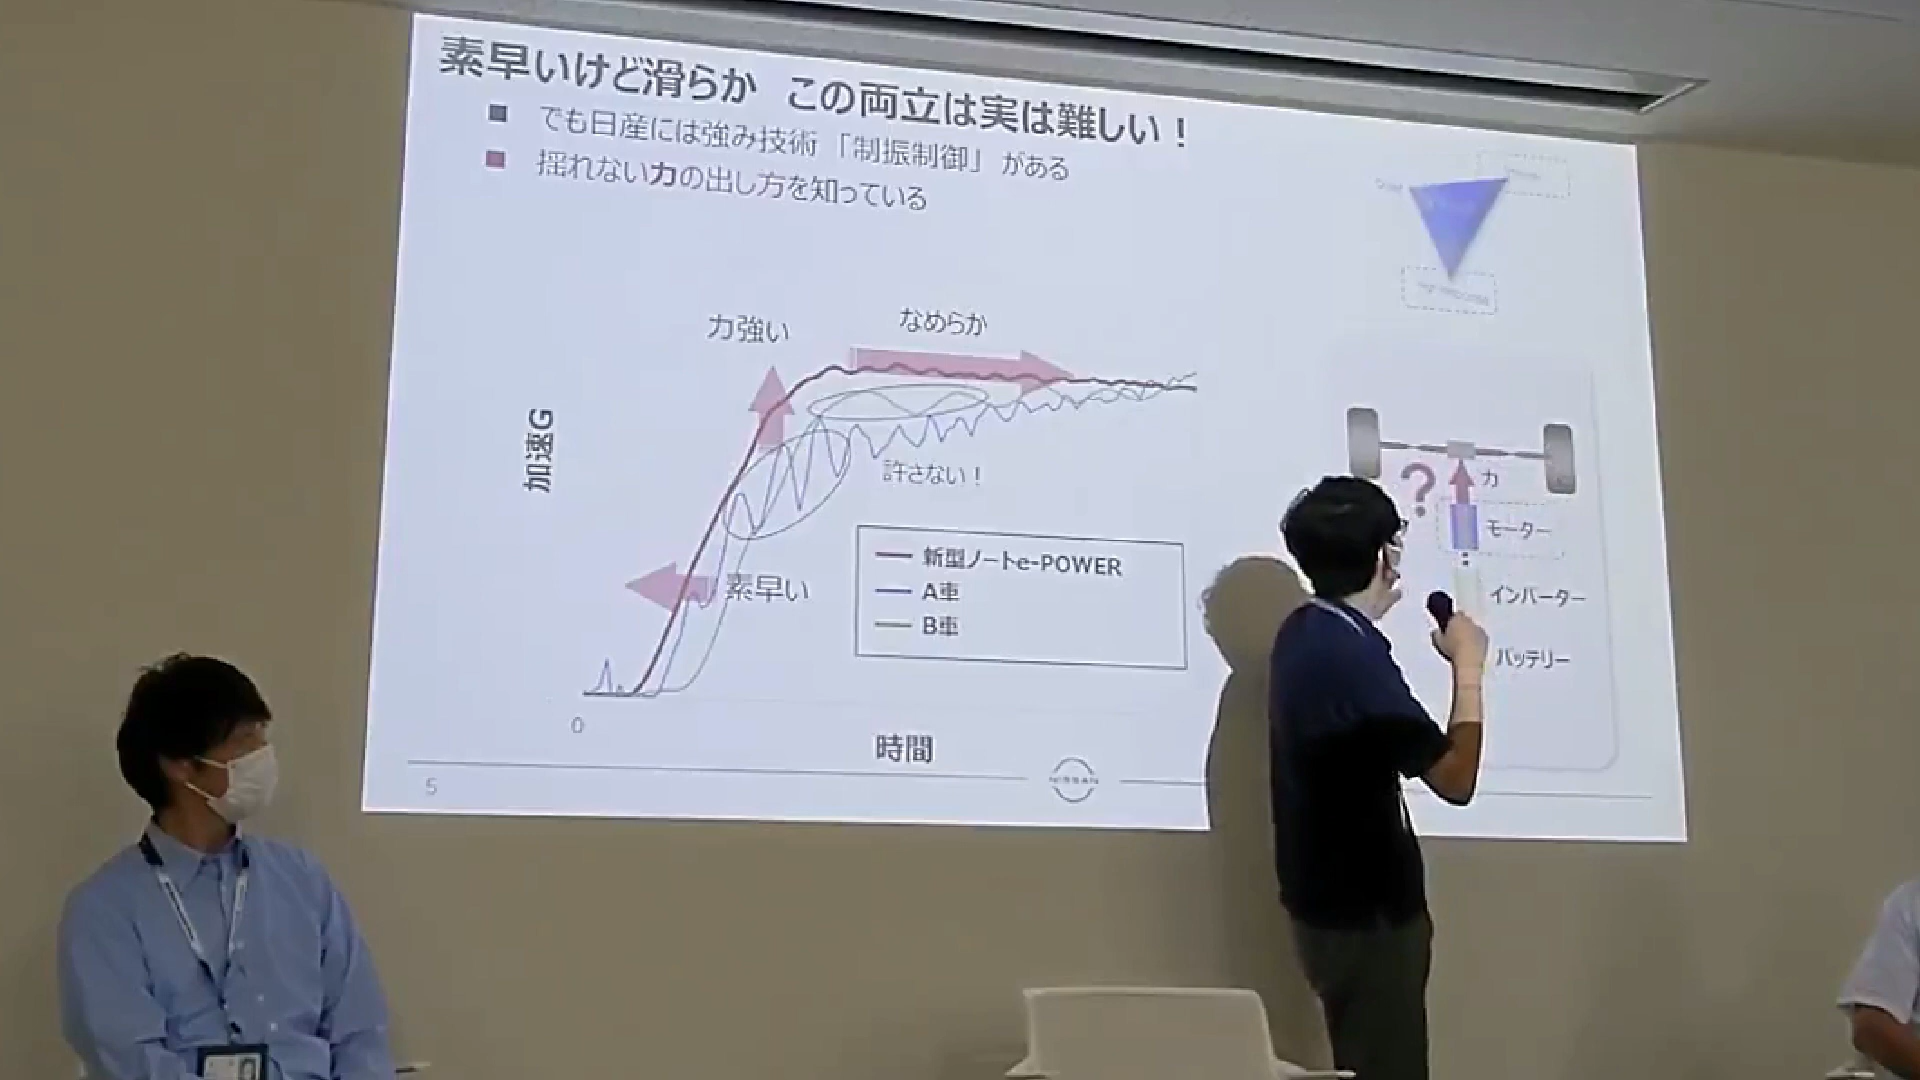 素早いけど滑らか この両立は実は難しい！
でも日産には強み技術「制振制御」がある
揺れない力の出し方を知っている
力強い
なめらか
加速G
許さない！
素早い
新型ノートe-POWER
A車
B車
0
時間
5
NISSAN
?
力
モーター
インバーター
バッテリー